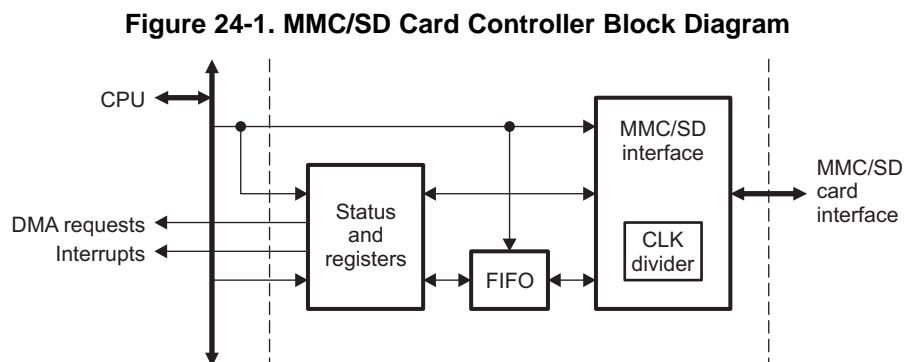 Figure 24-1. MMC/SD Card Controller Block Diagram
CPU
MMC/SD
interface
MMC/SD
card
interface
Status
and
registers
DMA requests
Interrupts
FIFO
CLK
divider